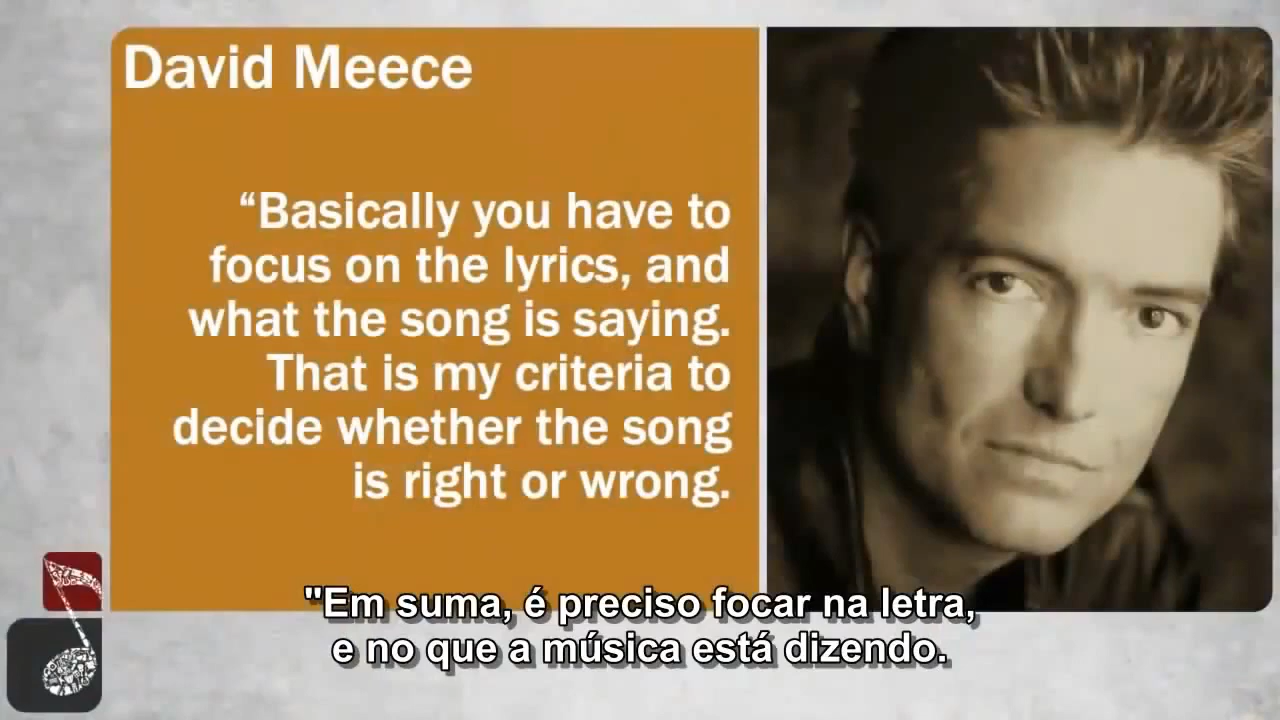 David Meece
“Basically you have to
focus on the lyrics, and
what the song is saying.
That is my criteria to
decide whether the song
is right or wrong.
"Em suma, é preciso focar na letra,
e no que a música está dizendo.